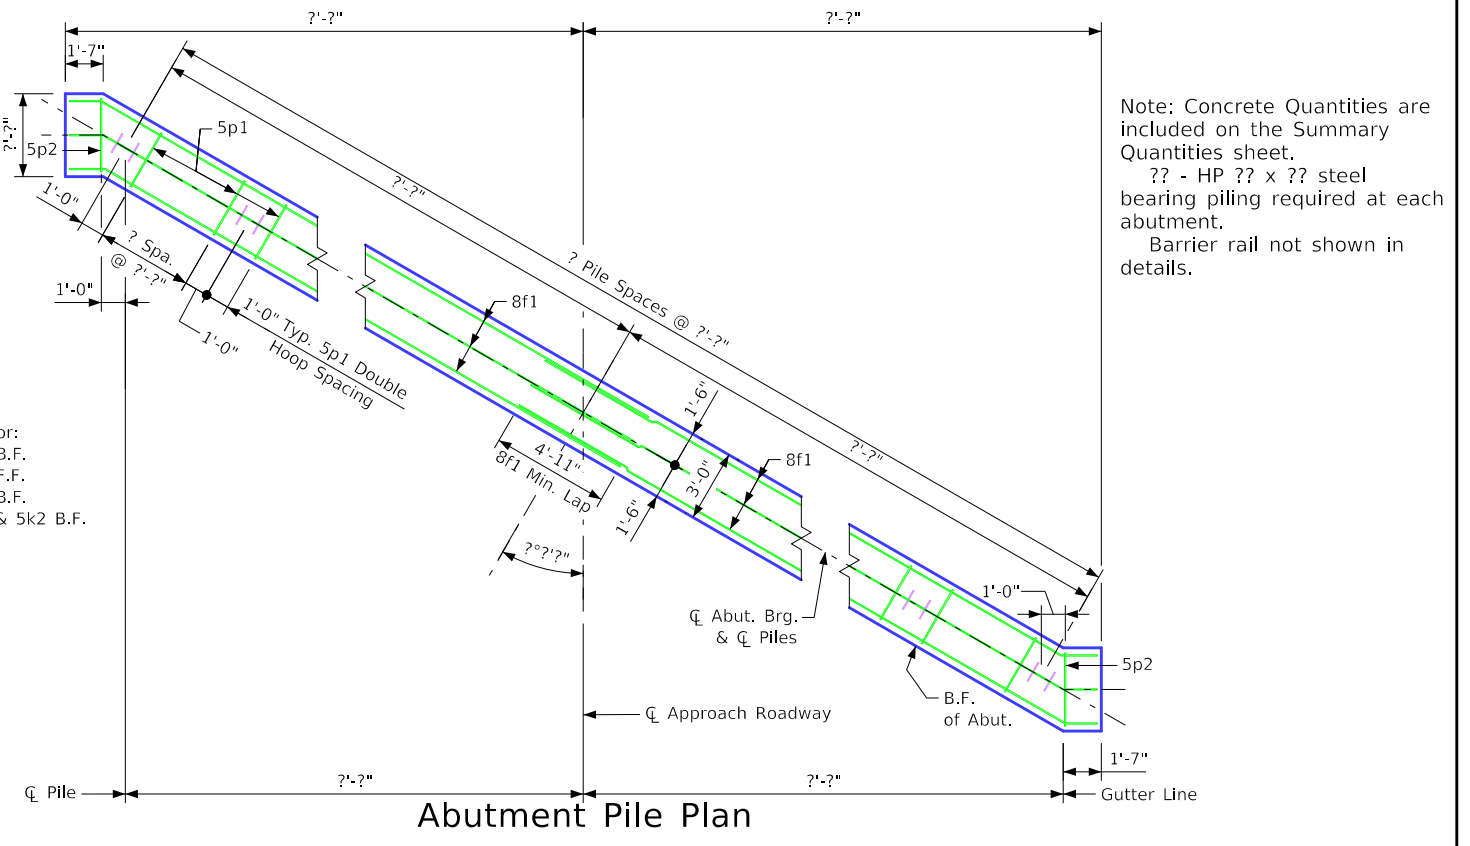 ?'-?"
?'-?"
1'-7"
?'-?"
5p2
5p1
1'-0"
? Spa.
@ ?'-?"
1'-0"
1'-0"
1'-0" Typ. 5p1 Double
Hoop Spacing
?'-?"
? Pile Spaces @ ?'-?"
8f1
4'-11"
8f1 Min. Lap
1'-6"
3'-0"
1'-6"
8f1
?'-?"
?°?'?"
℄ Abut. Brg.
& ℄ Piles
1'-0"
5p2
B.F.
of Abut.
℄ Approach Roadway
1'-7"
℄ Pile
?'-?"
?'-?"
Gutter Line
Abutment Pile Plan
Note: Concrete Quantities are
included on the Summary
Quantities sheet.
?? - HP ?? x ?? steel
bearing piling required at each
abutment.
Barrier rail not shown in
details.
or:
B.F.
F.F.
B.F.
& 5k2 B.F.